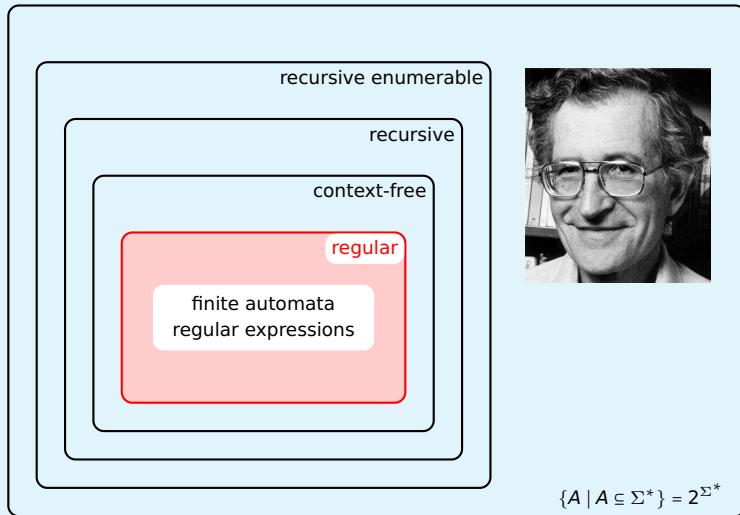 recursive enumerable
recursive
context-free
regular
finite automata
regular expressions
{A | A ⊆ Σ*} = 2^Σ*